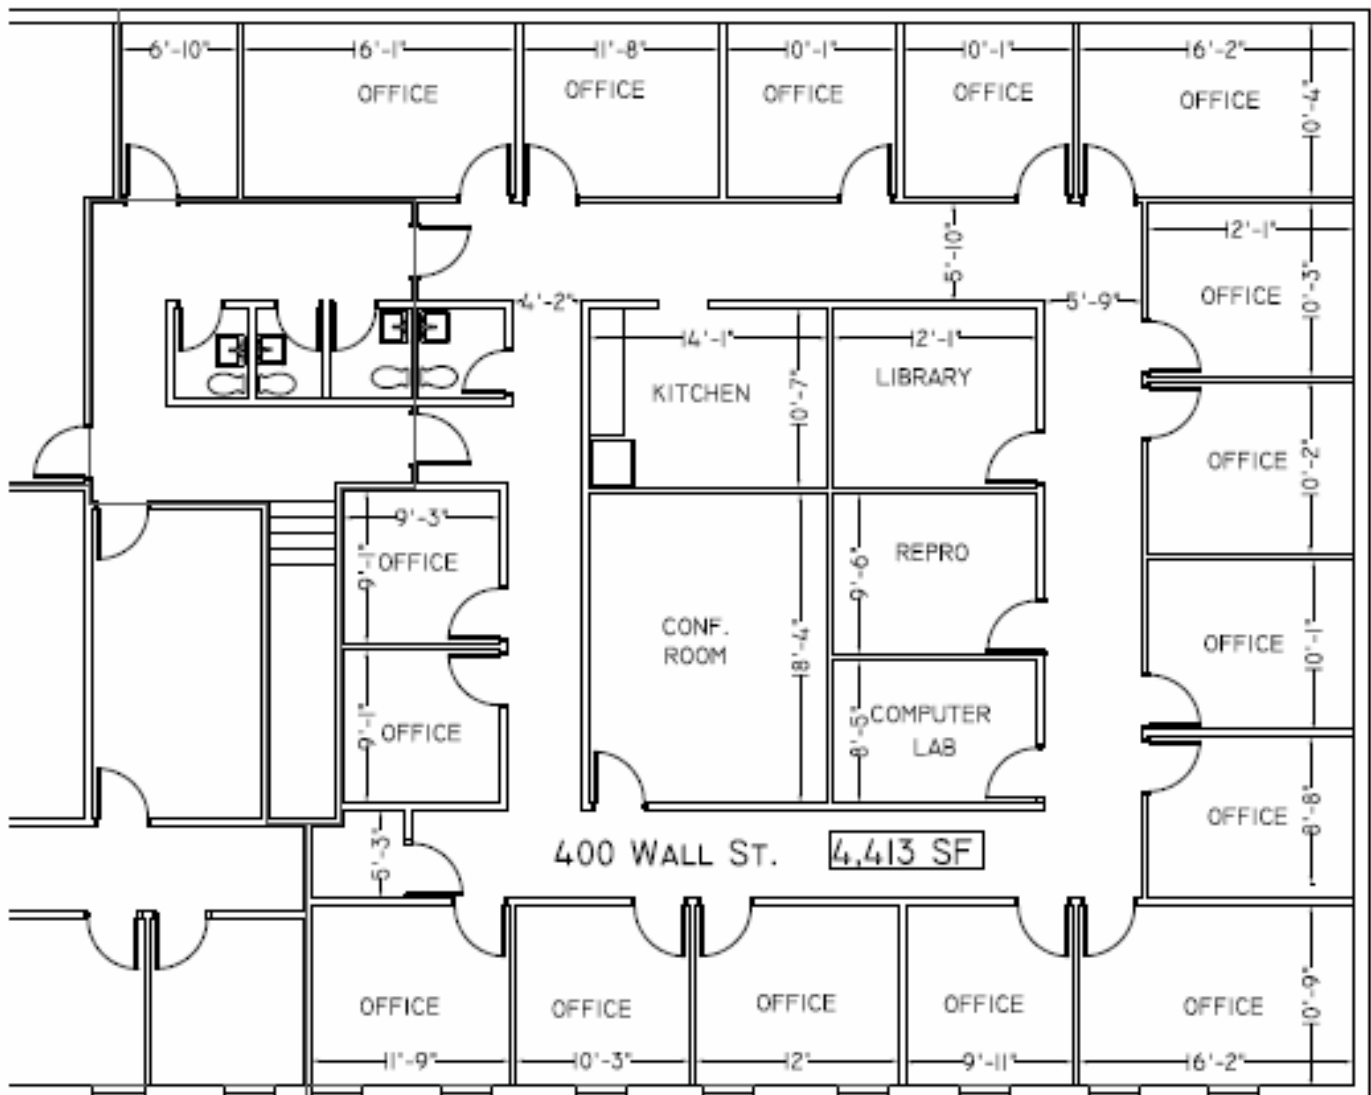 6'-10"
16'-1"
11'-8"
10'-1"
10'-1"
16'-2"
OFFICE
OFFICE
OFFICE
OFFICE
OFFICE
10'-4"
5'-10"
12'-1"
OFFICE
10'-3"
4'-2"
5'-9"
14'-1"
12'-1"
KITCHEN
10'-7"
LIBRARY
OFFICE
10'-2"
9'-3"
OFFICE
9'-1"
REPRO
9'-6"
CONF.
ROOM
18'-4"
OFFICE
10'-1"
OFFICE
9'-1"
COMPUTER
LAB
8'-5"
OFFICE
8'-8"
5'-3"
400 WALL ST.
4,413 SF
OFFICE
OFFICE
OFFICE
OFFICE
OFFICE
10'-9"
11'-9"
10'-3"
12'
9'-11"
16'-2"